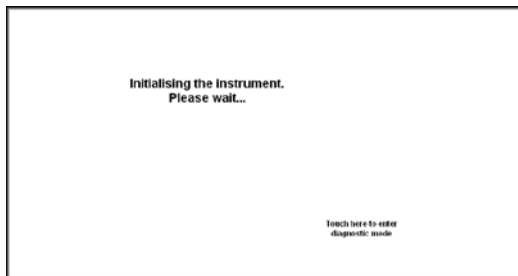 Initialising the instrument.
Please wait...
Touch here to enter
diagnostic mode